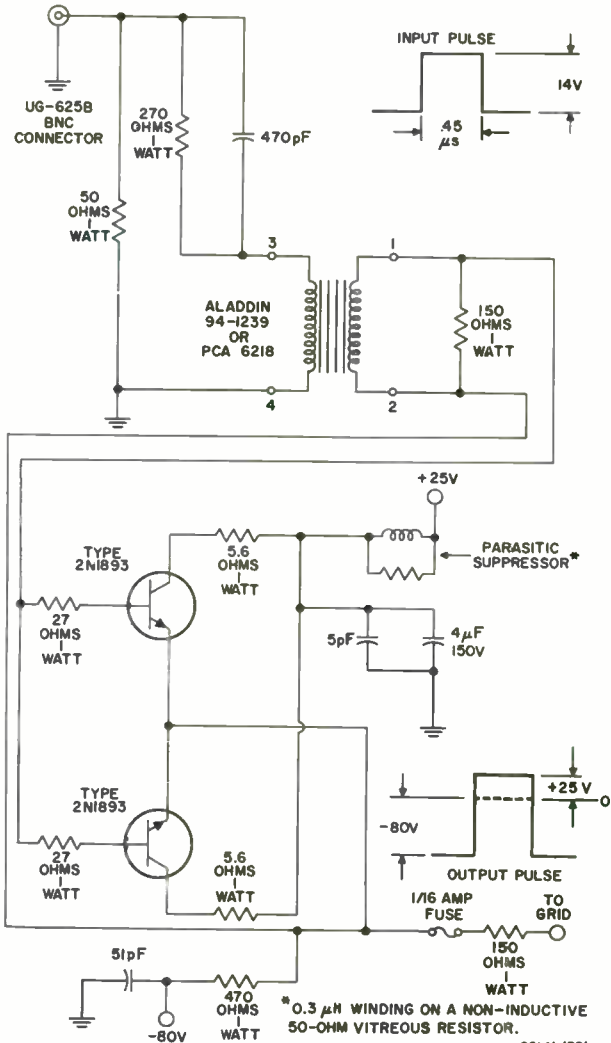 INPUT PULSE
14V
.45
μs
UG-625B
BNC
CONNECTOR
270
OHMS
1
WATT
470pF
50
OHMS
1
WATT
3
1
ALADDIN
94-1239
OR
PCA 6218
150
OHMS
1
WATT
4
2
+25V
TYPE
2N1893
5.6
OHMS
1
WATT
PARASITIC
SUPPRESSOR*
27
OHMS
1
WATT
5pF
4μF
150V
TYPE
2N1893
+25V
0
-80V
27
OHMS
1
WATT
5.6
OHMS
1
WATT
OUTPUT PULSE
1/16 AMP
FUSE
TO
GRID
150
OHMS
1
WATT
51pF
470
OHMS
1
WATT
-80V
*0.3 μH WINDING ON A NON-INDUCTIVE
50-OHM VITREOUS RESISTOR.